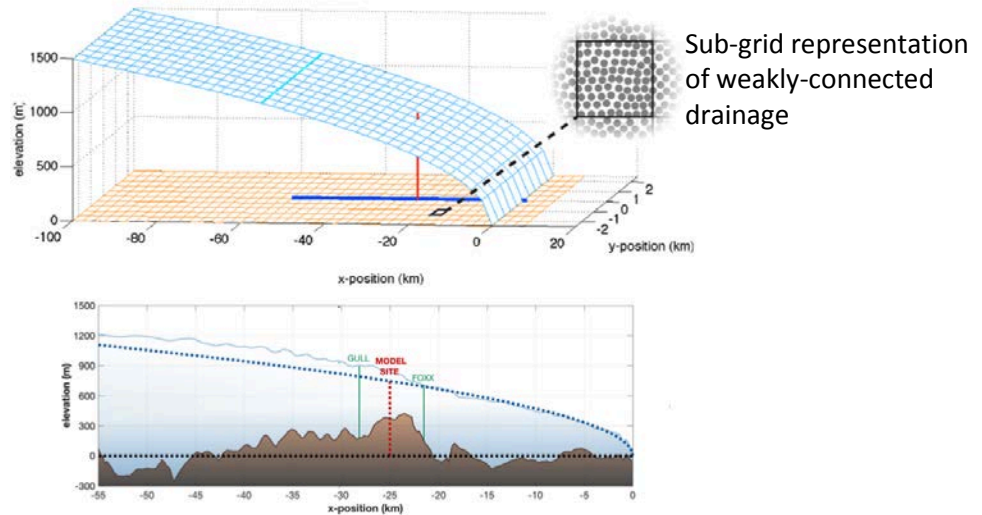 Sub-grid representation
of weakly-connected
drainage
1500
1000
500
0
elevation (m)
-100
-80
-60
-40
-20
0
20
x-position (km)
-2
-1
0
1
2
y-position (km)
1500
1200
900
600
300
0
-300
elevation (m)
GULL
MODEL
SITE
FOXX
-55 -50 -45 -40 -35 -30 -25 -20 -15 -10 -5 0
x-position (km)